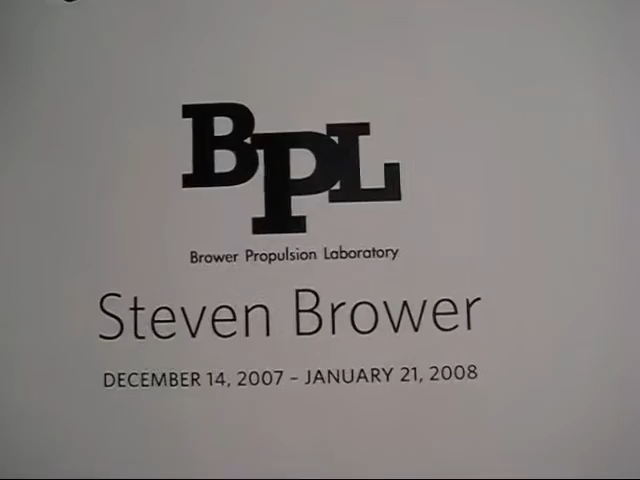 BPL
Brower Propulsion Laboratory
Steven Brower
DECEMBER 14, 2007 – JANUARY 21, 2008